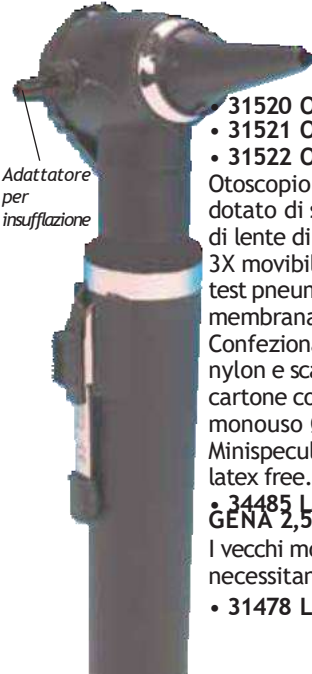 Adattatore
per
insufflazione
• 31520 O
• 31521 O
• 31522 O
Otoscopio
dotato di s
di lente di
3X movibil
test pneum
membrana
Confeziona
nylon e sca
cartone co
monouso
Minispecul
latex free.
• 34485 L
GENA 2,5
I vecchi mo
necessitan
• 31478 L